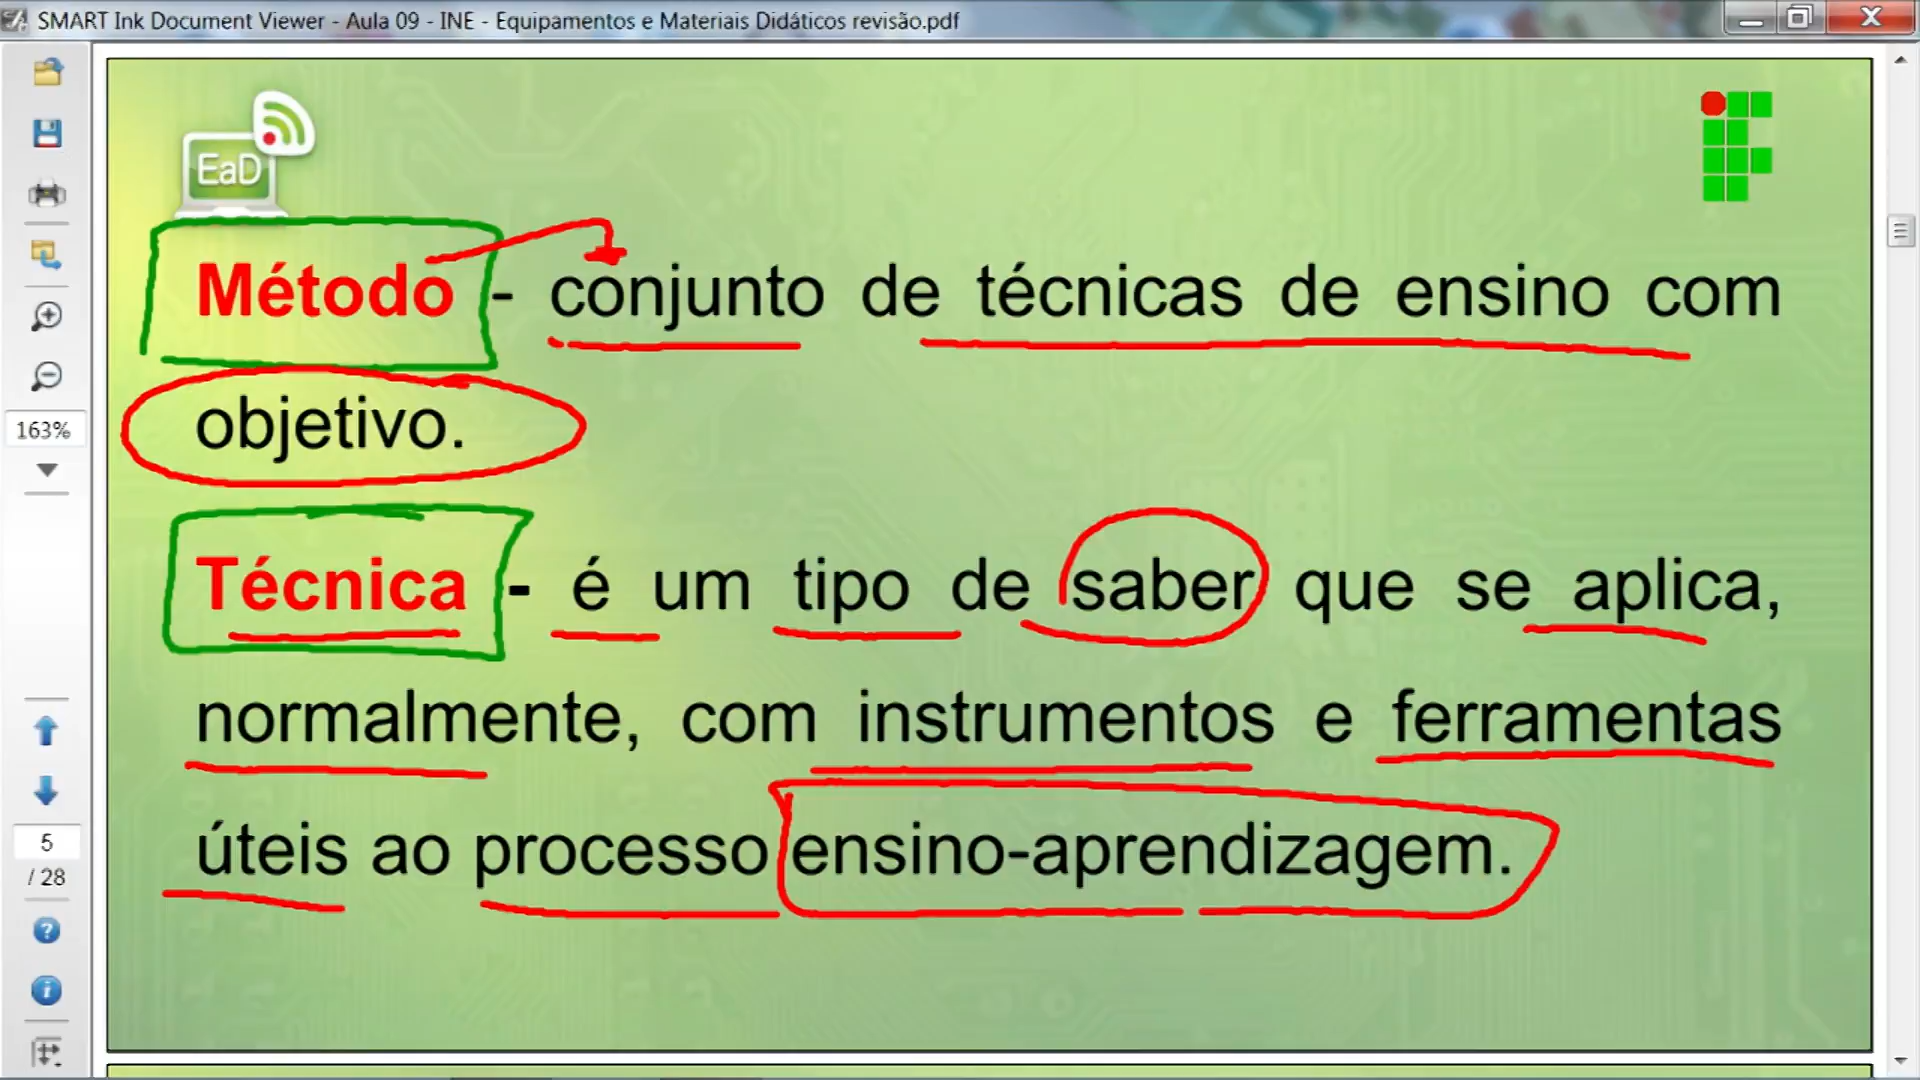 SMART Ink Document Viewer - Aula 09 - INE - Equipamentos e Materiais Didáticos revisão.pdf
EaD
Método - conjunto de técnicas de ensino com
objetivo.
163%
Técnica - é um tipo de saber que se aplica,
normalmente, com instrumentos e ferramentas
úteis ao processo ensino-aprendizagem.
5
/ 28